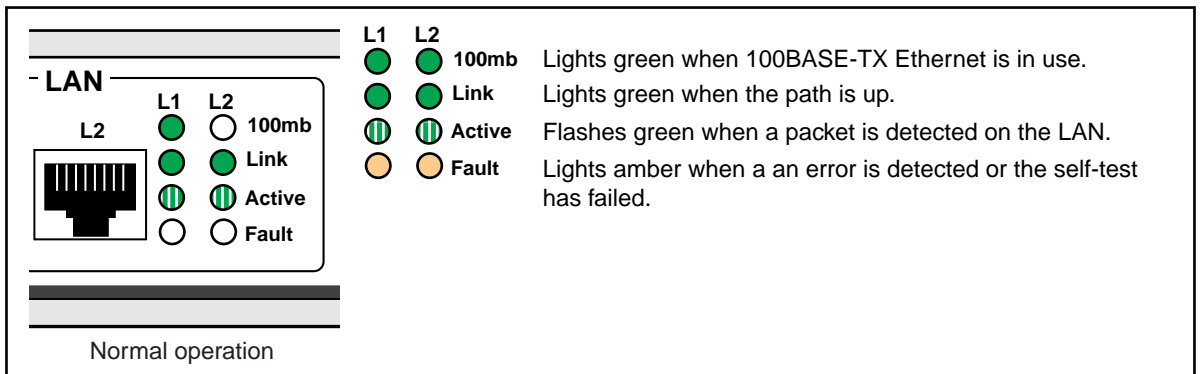 LAN
L1 L2
L2
100mb
Link
Active
Fault
Normal operation
L1 L2
100mb Lights green when 100BASE-TX Ethernet is in use.
Link Lights green when the path is up.
Active Flashes green when a packet is detected on the LAN.
Fault Lights amber when a an error is detected or the self-test
has failed.